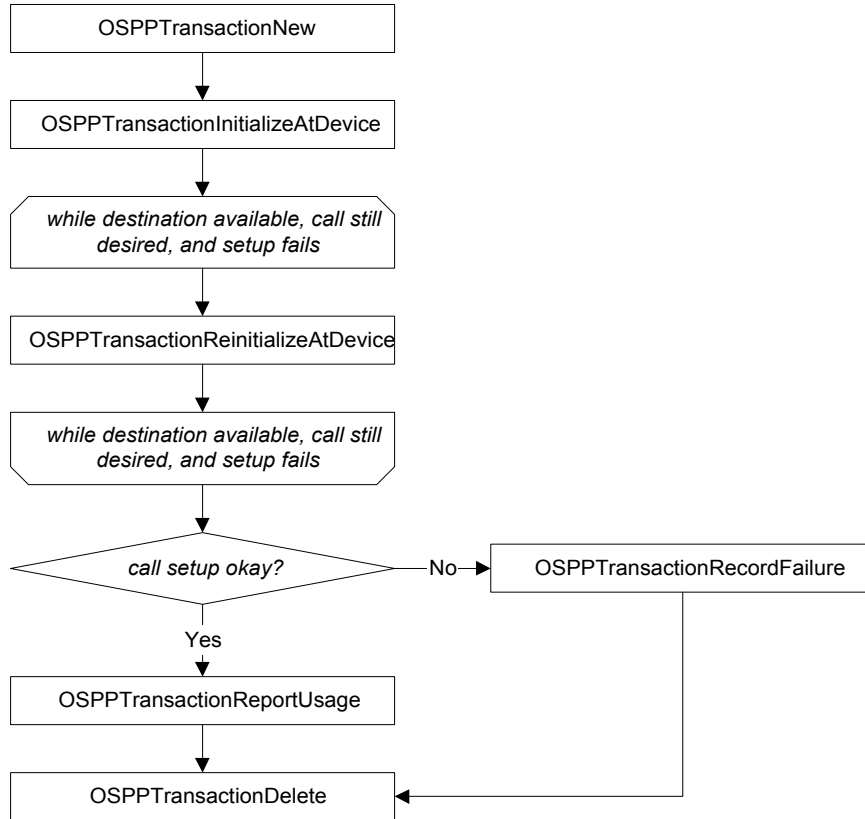 OSPPTransactionNew
OSPPTransactionInitializeAtDevice
while destination available, call still
desired, and setup fails
OSPPTransactionReinitializeAtDevice
while destination available, call still
desired, and setup fails
call setup okay?
No
OSPPTransactionRecordFailure
Yes
OSPPTransactionReportUsage
OSPPTransactionDelete